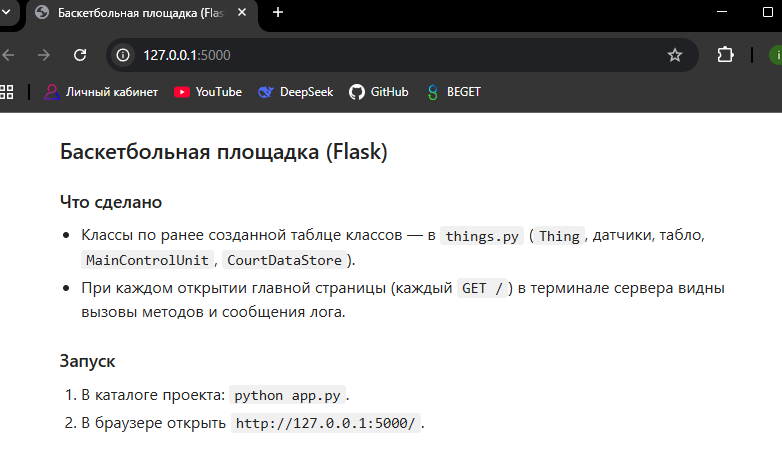 Баскетбольная площадка (Flas
127.0.0.1:5000
Личный кабинет YouTube DeepSeek GitHub BEGET
Баскетбольная площадка (Flask)
Что сделано
• Классы по ранее созданной таблце классов — в things.py (Thing, датчики, табло,
MainControlUnit, CourtDataStore).
• При каждом открытии главной страницы (каждый GET /) в терминале сервера видны
вызовы методов и сообщения лога.
Запуск
1. В каталоге проекта: python app.py.
2. В браузере открыть http://127.0.0.1:5000/.